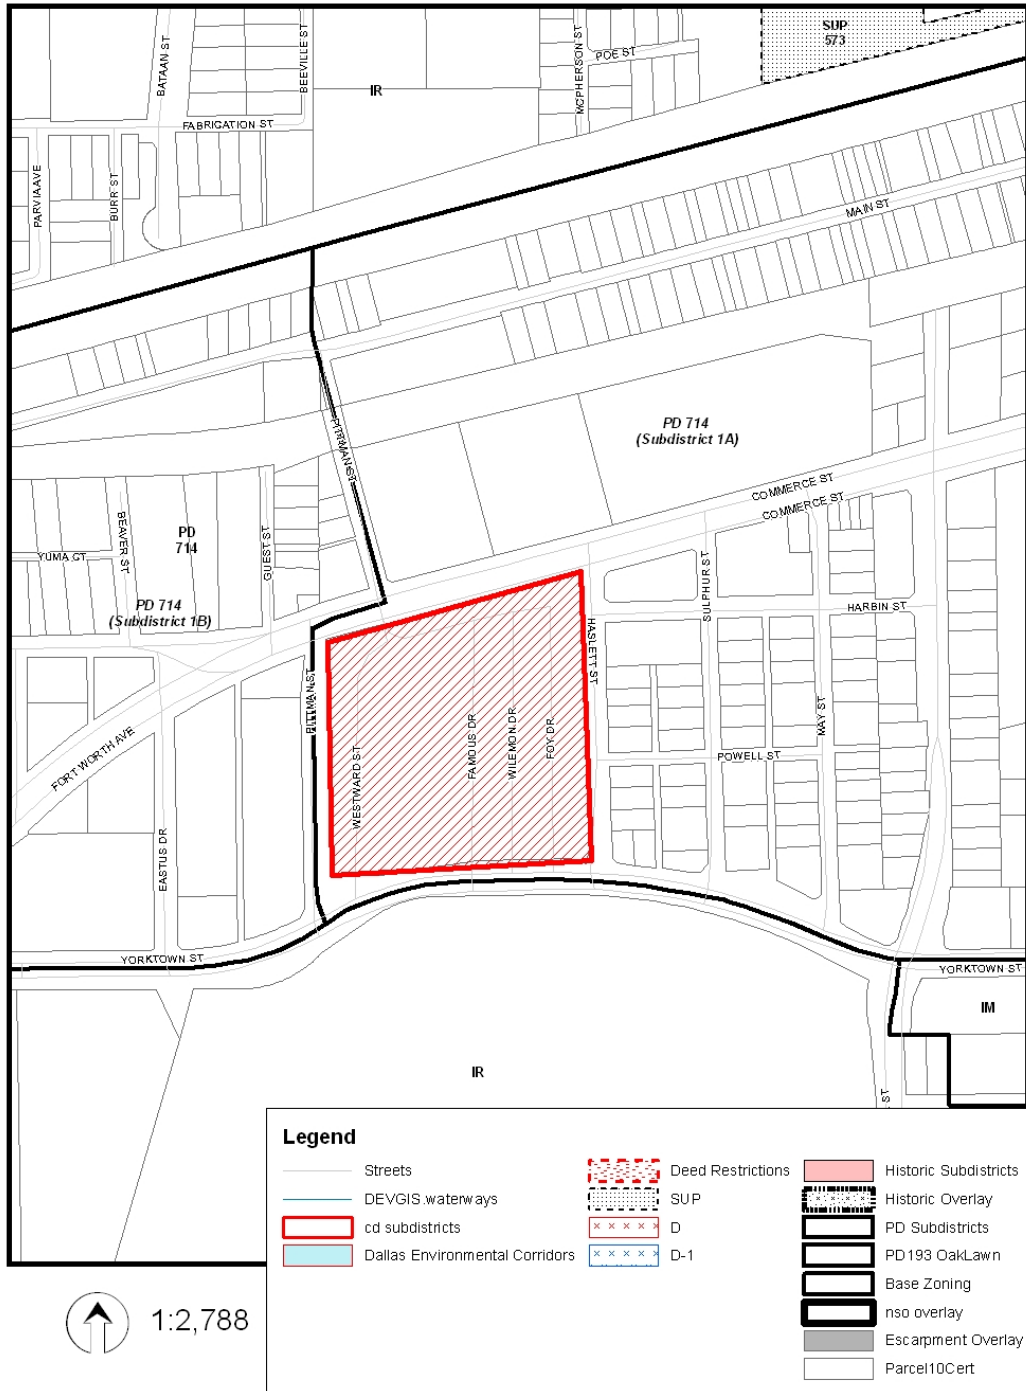 SUP
573
BATAAN ST
BEEVILLE ST
MCPHERSON ST
POE ST
IR
FABRICATION ST
PARVIA AVE
BURR ST
MAIN ST
PITTMAN ST
PD 714
(Subdistrict 1A)
COMMERCE ST
COMMERCE ST
BEAVER ST
GUEST ST
PD
714
YUMA CT
SULPHUR ST
PD 714
(Subdistrict 1B)
HARBIN ST
HASLETT ST
PITTMAN ST
MAY ST
FORT WORTH AVE
WESTWARD ST
FAMOUS DR
WILEMON DR
FOY DR
POWELL ST
EASTUS DR
YORKTOWN ST
YORKTOWN ST
IM
IR
ST
Legend
Streets
DEVGIS.waterways
cd subdistricts
Dallas Environmental Corridors
Deed Restrictions
SUP
D
D-1
Historic Subdistricts
Historic Overlay
PD Subdistricts
PD193 OakLawn
Base Zoning
nso overlay
Escarpment Overlay
Parcel10Cert
1:2,788